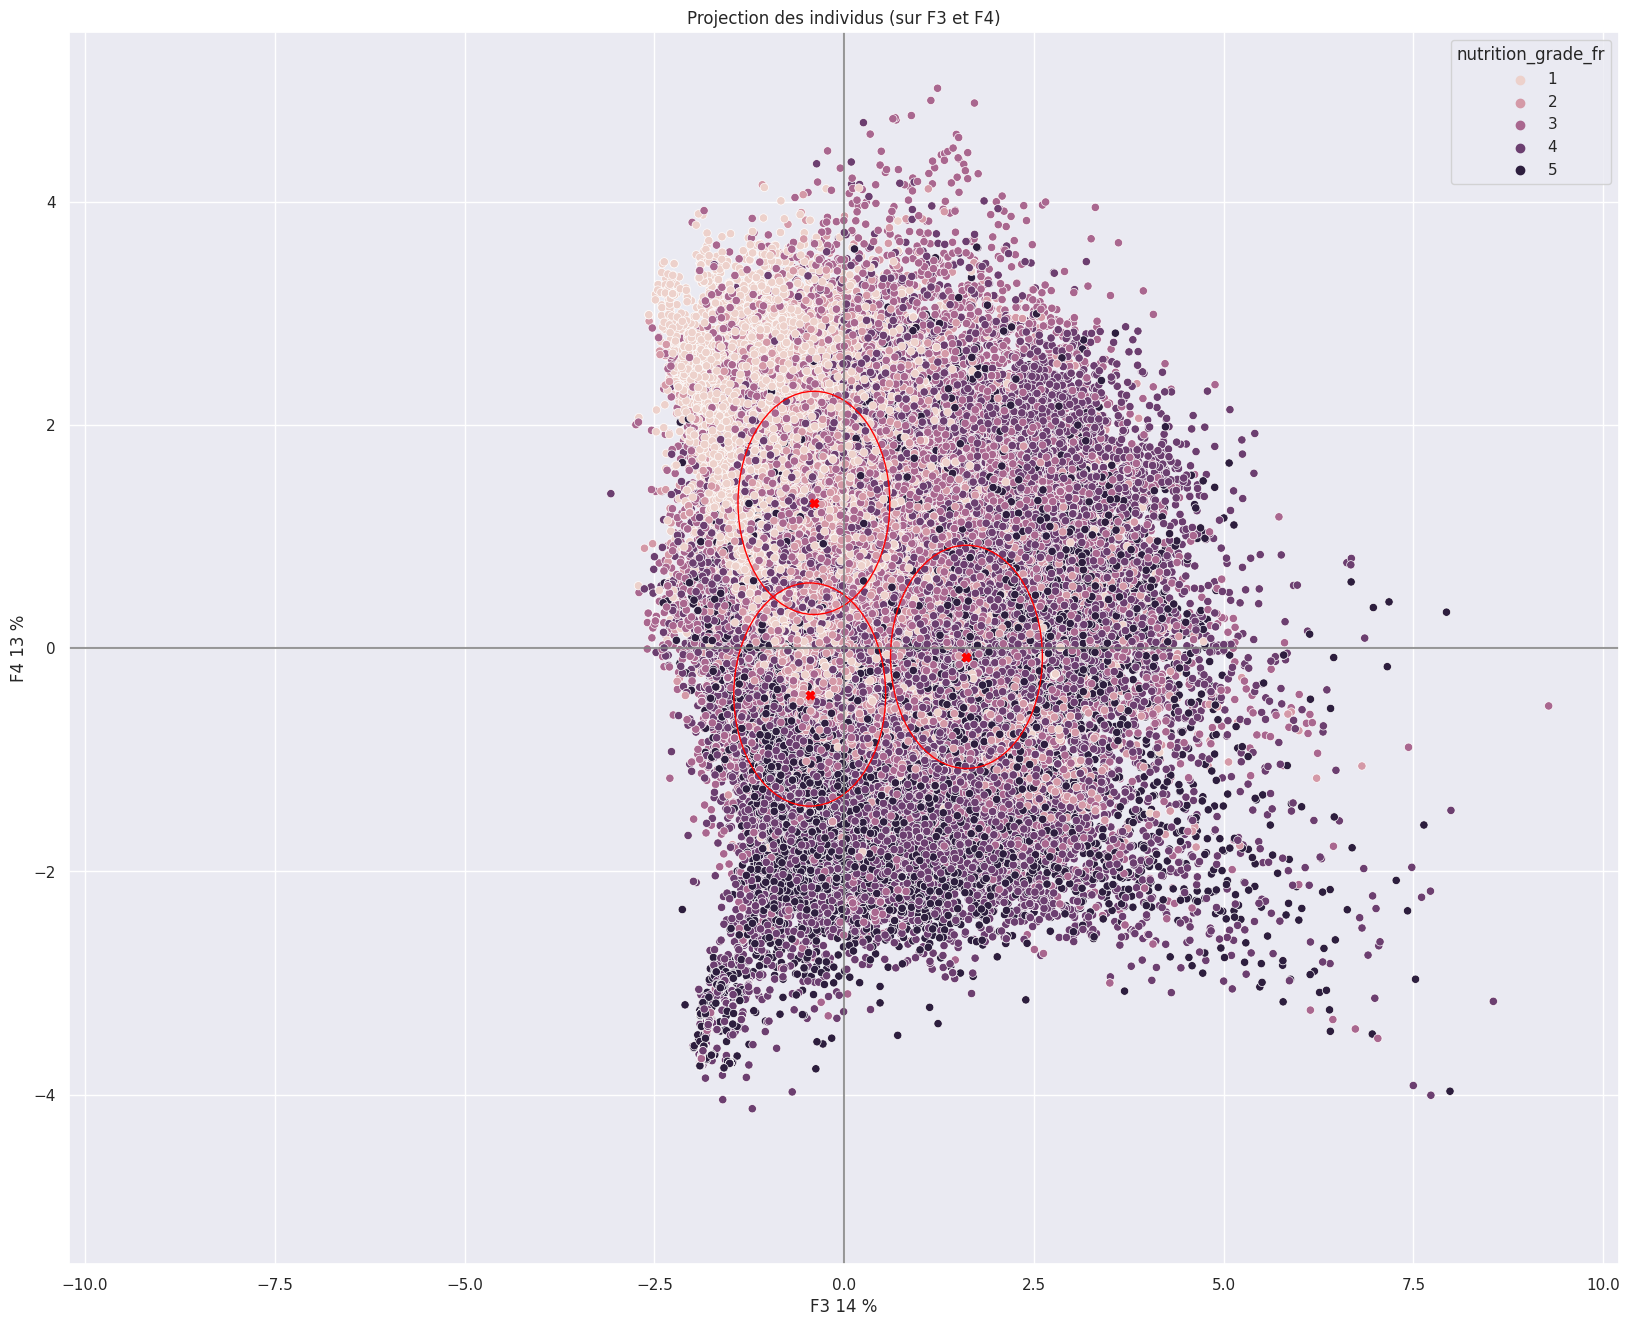 Projection des individus (sur F3 et F4)
nutrition_grade_fr
1
2
3
4
5
4
2
0
−2
−4
F4 13 %
−10.0 −7.5 −5.0 −2.5 0.0 2.5 5.0 7.5 10.0
F3 14 %